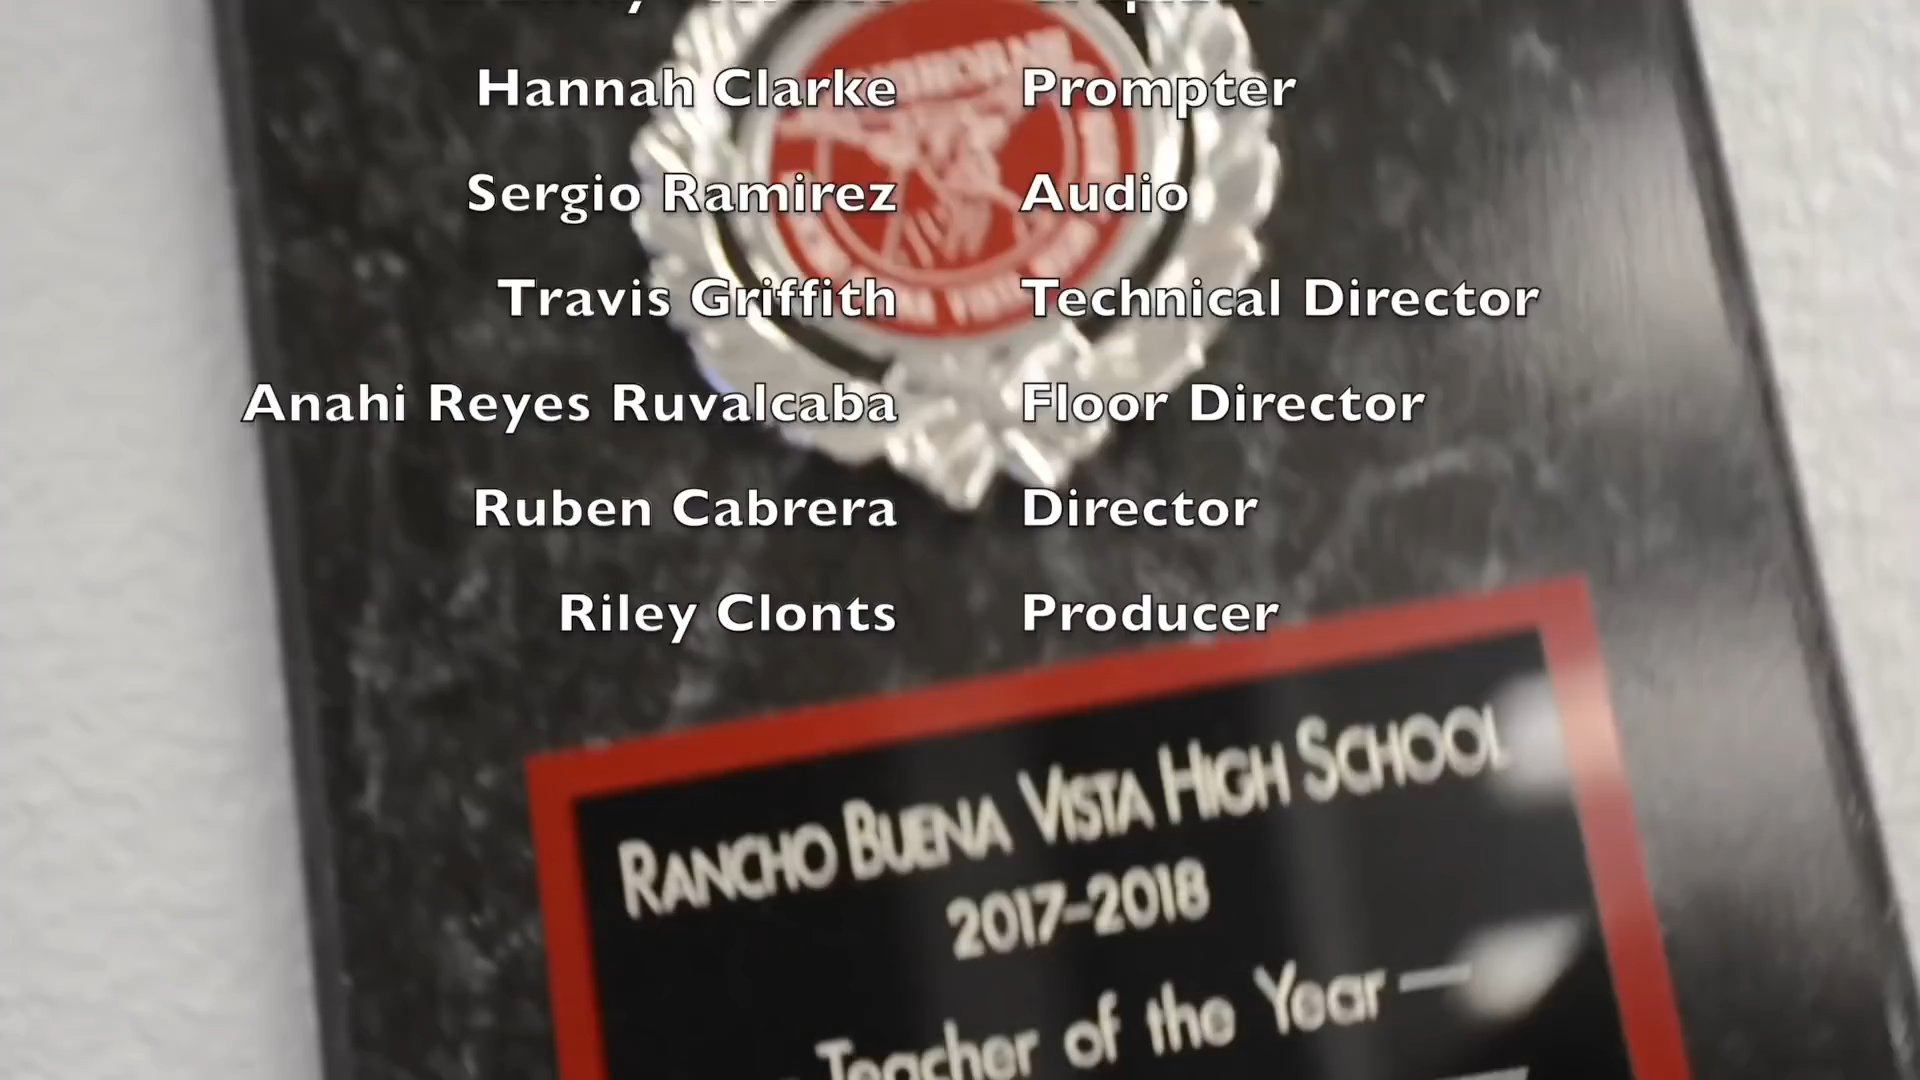 Hannah Clarke Prompter
Sergio Ramirez Audio
Travis Griffith Technical Director
Anahi Reyes Ruvalcaba Floor Director
Ruben Cabrera Director
Riley Clonts Producer
RANCHO BUENA VISTA HIGH SCHOOL
2017-2018
Teacher of the Year